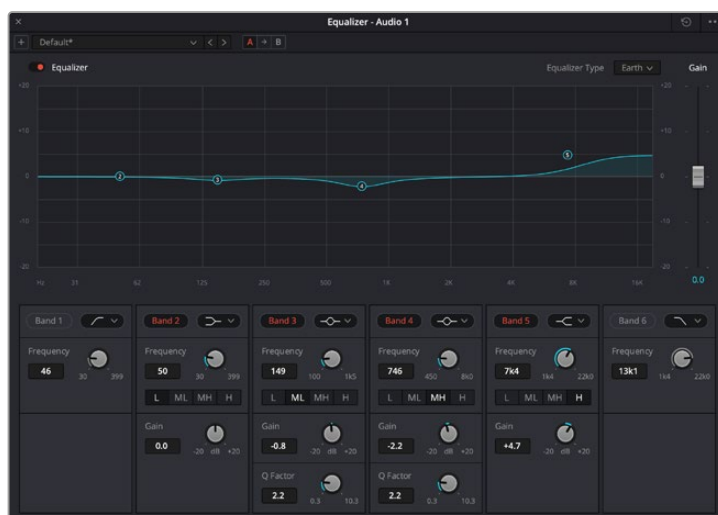 Equalizer - Audio 1
Default*
A B
Equalizer
Equalizer Type Earth
Gain
+20 +20
+10 +10
0 0
-10 -10
-20 -20
2 3 4 5
0.0
Hz 31 62 125 250 500 1K 2K 4K 8K 16K
Band 1 Band 2 Band 3 Band 4 Band 5 Band 6
Frequency Frequency Frequency Frequency Frequency Frequency
46 30 399 50 30 399 149 100 1k5 746 450 8k0 7k4 1k4 22k0 13k1 1k4 22k0
L ML MH H L ML MH H L ML MH H L ML MH H
Gain Gain Gain Gain
0.0 -20 dB +20 -0.8 -20 dB +20 -2.2 -20 dB +20 +4.7 -20 dB +20
Q Factor Q Factor
2.2 0.3 10.3 2.2 0.3 10.3